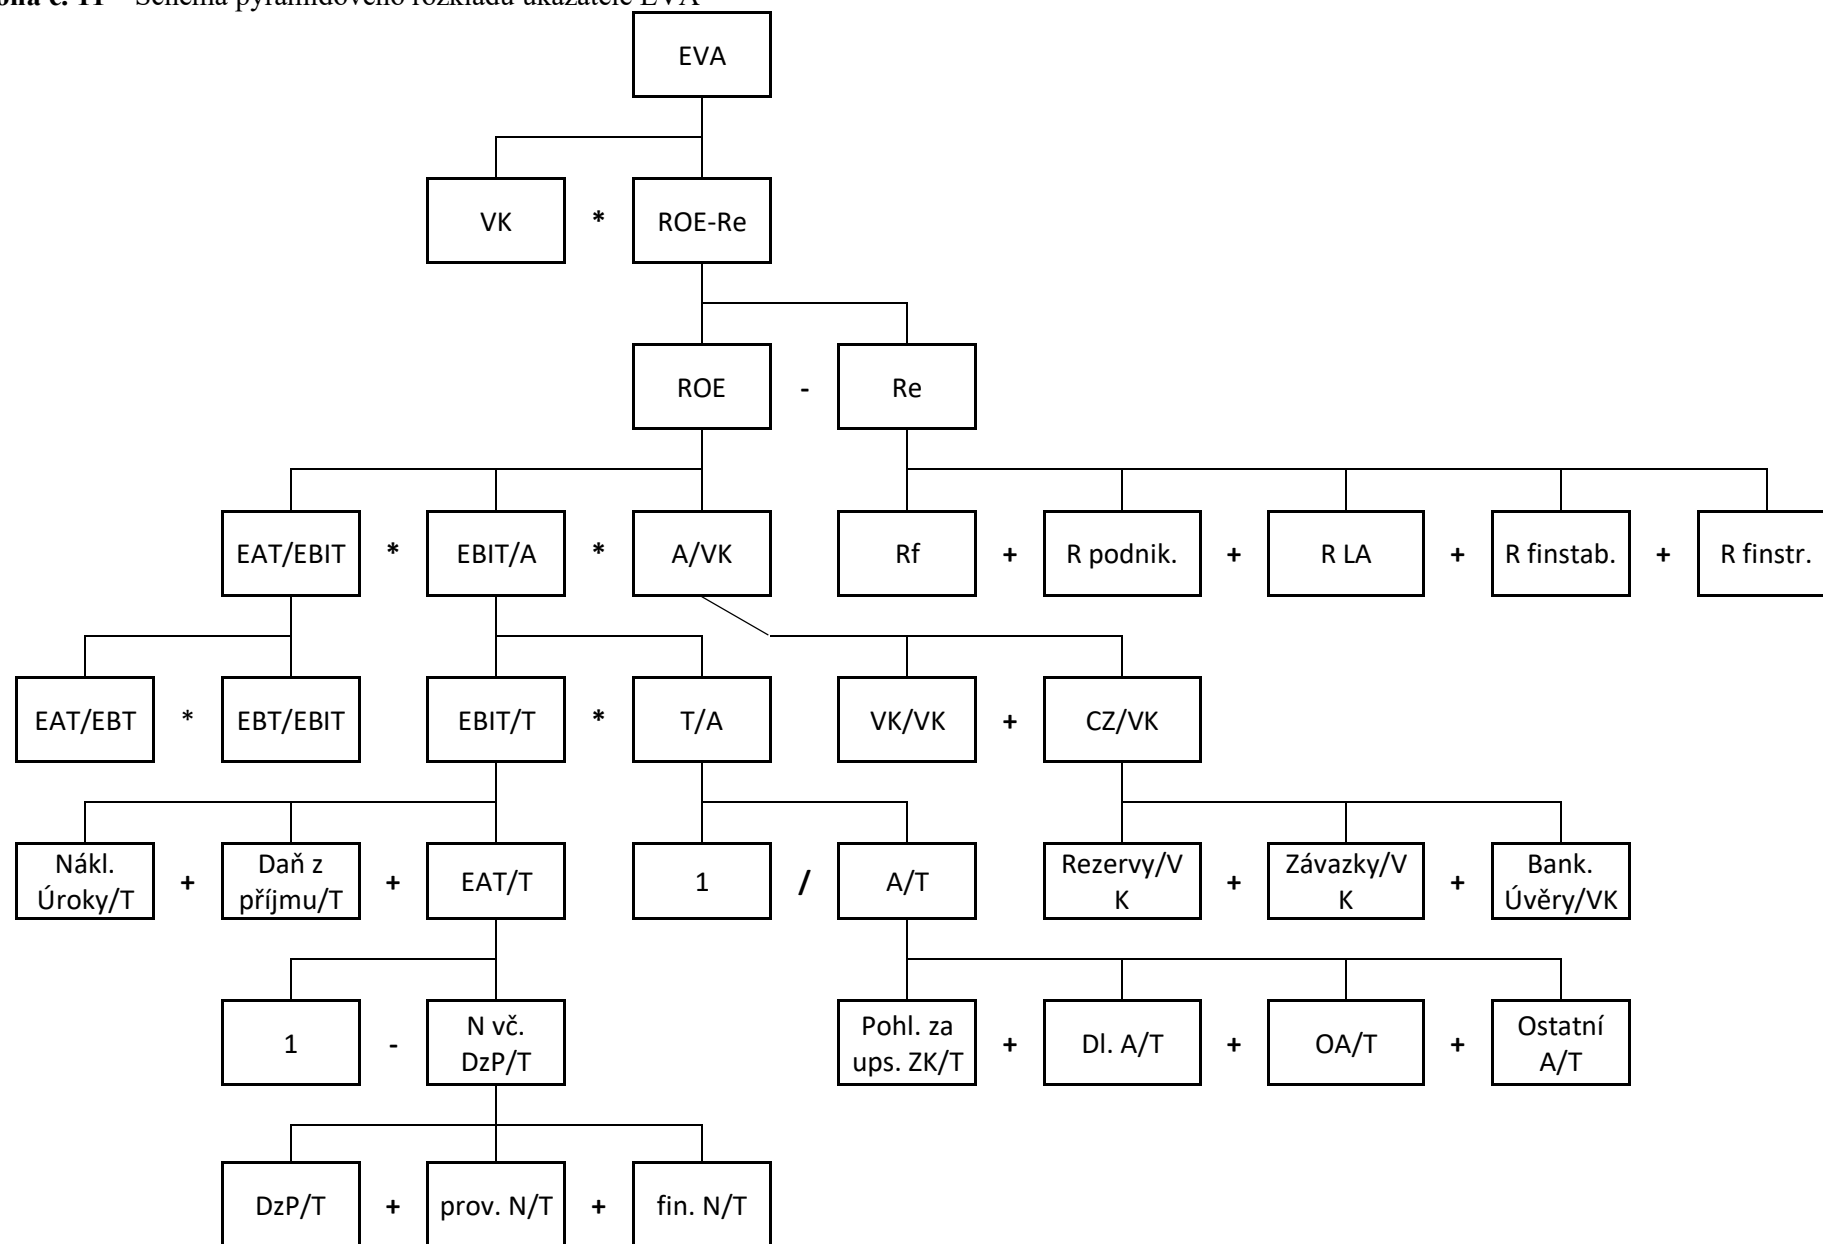 č. 11 Schéma pyramidového rozkladu ukazatele EVA
EVA
VK * ROE-Re
ROE - Re
EAT/EBIT * EBIT/A * A/VK Rf + R podnik. + R LA + R finstab. + R finstr.
EAT/EBT * EBT/EBIT EBIT/T * T/A VK/VK + CZ/VK
Nákl.
Úroky/T
+
Daň z
příjmu/T
+ EAT/T 1 / A/T
Rezervy/V
K
+
Závazky/V
K
+
Bank.
Úvěry/VK
1 -
N vč.
DzP/T
Pohl. za
ups. ZK/T
+ Dl. A/T + OA/T +
Ostatní
A/T
DzP/T + prov. N/T + fin. N/T